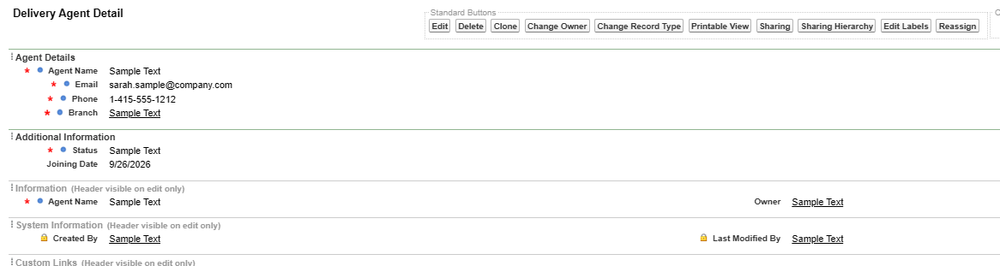 Delivery Agent Detail
Standard Buttons
Edit Delete Clone Change Owner Change Record Type Printable View Sharing Sharing Hierarchy Edit Labels Reassign
Agent Details
* Agent Name Sample Text
* Email sarah.sample@company.com
* Phone 1-415-555-1212
* Branch Sample Text
Additional Information
* Status Sample Text
Joining Date 9/26/2026
Information (Header visible on edit only)
* Agent Name Sample Text Owner Sample Text
System Information (Header visible on edit only)
Created By Sample Text Last Modified By Sample Text
Custom Links (Header visible on edit only)